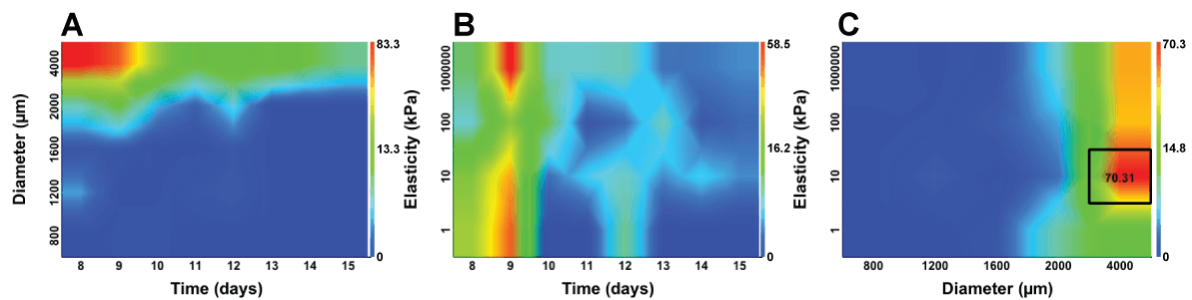 A
B
C
Diameter (µm)
4000
2000
1600
1200
800
8 9 10 11 12 13 14 15
Time (days)
83.3
13.3
0
Elasticity (kPa)
1000000
100
10
1
8 9 10 11 12 13 14 15
Time (days)
58.5
16.2
0
Elasticity (kPa)
1000000
100
10
1
70.31
800 1200 1600 2000 4000
Diameter (µm)
70.3
14.8
0